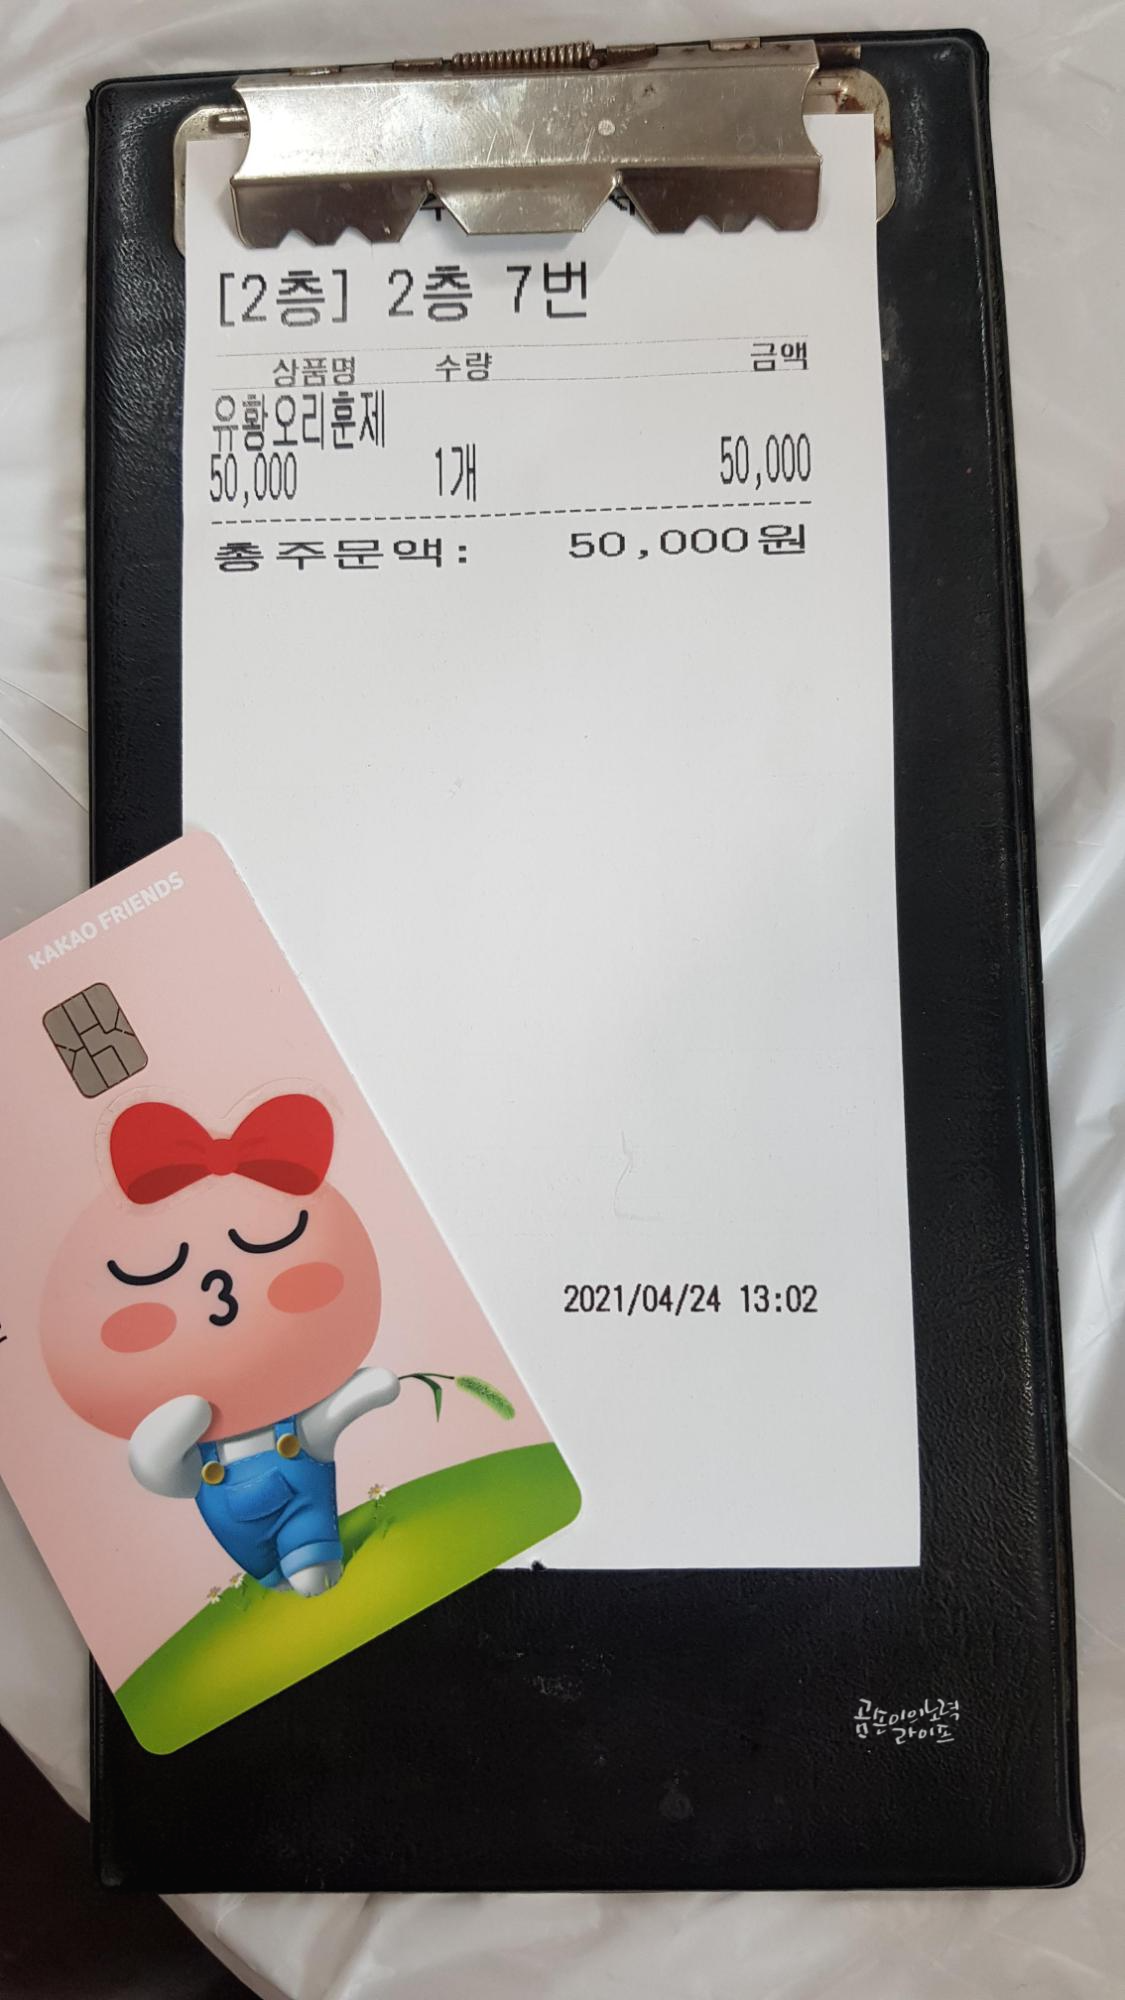 [2층] 2층 7번
상품명 수량 금액
유황오리훈제
50,000 1개 50,000
총주문액: 50,000원
KAKAO FRIENDS
2021/04/24 13:02
곰손이의노력
라이프